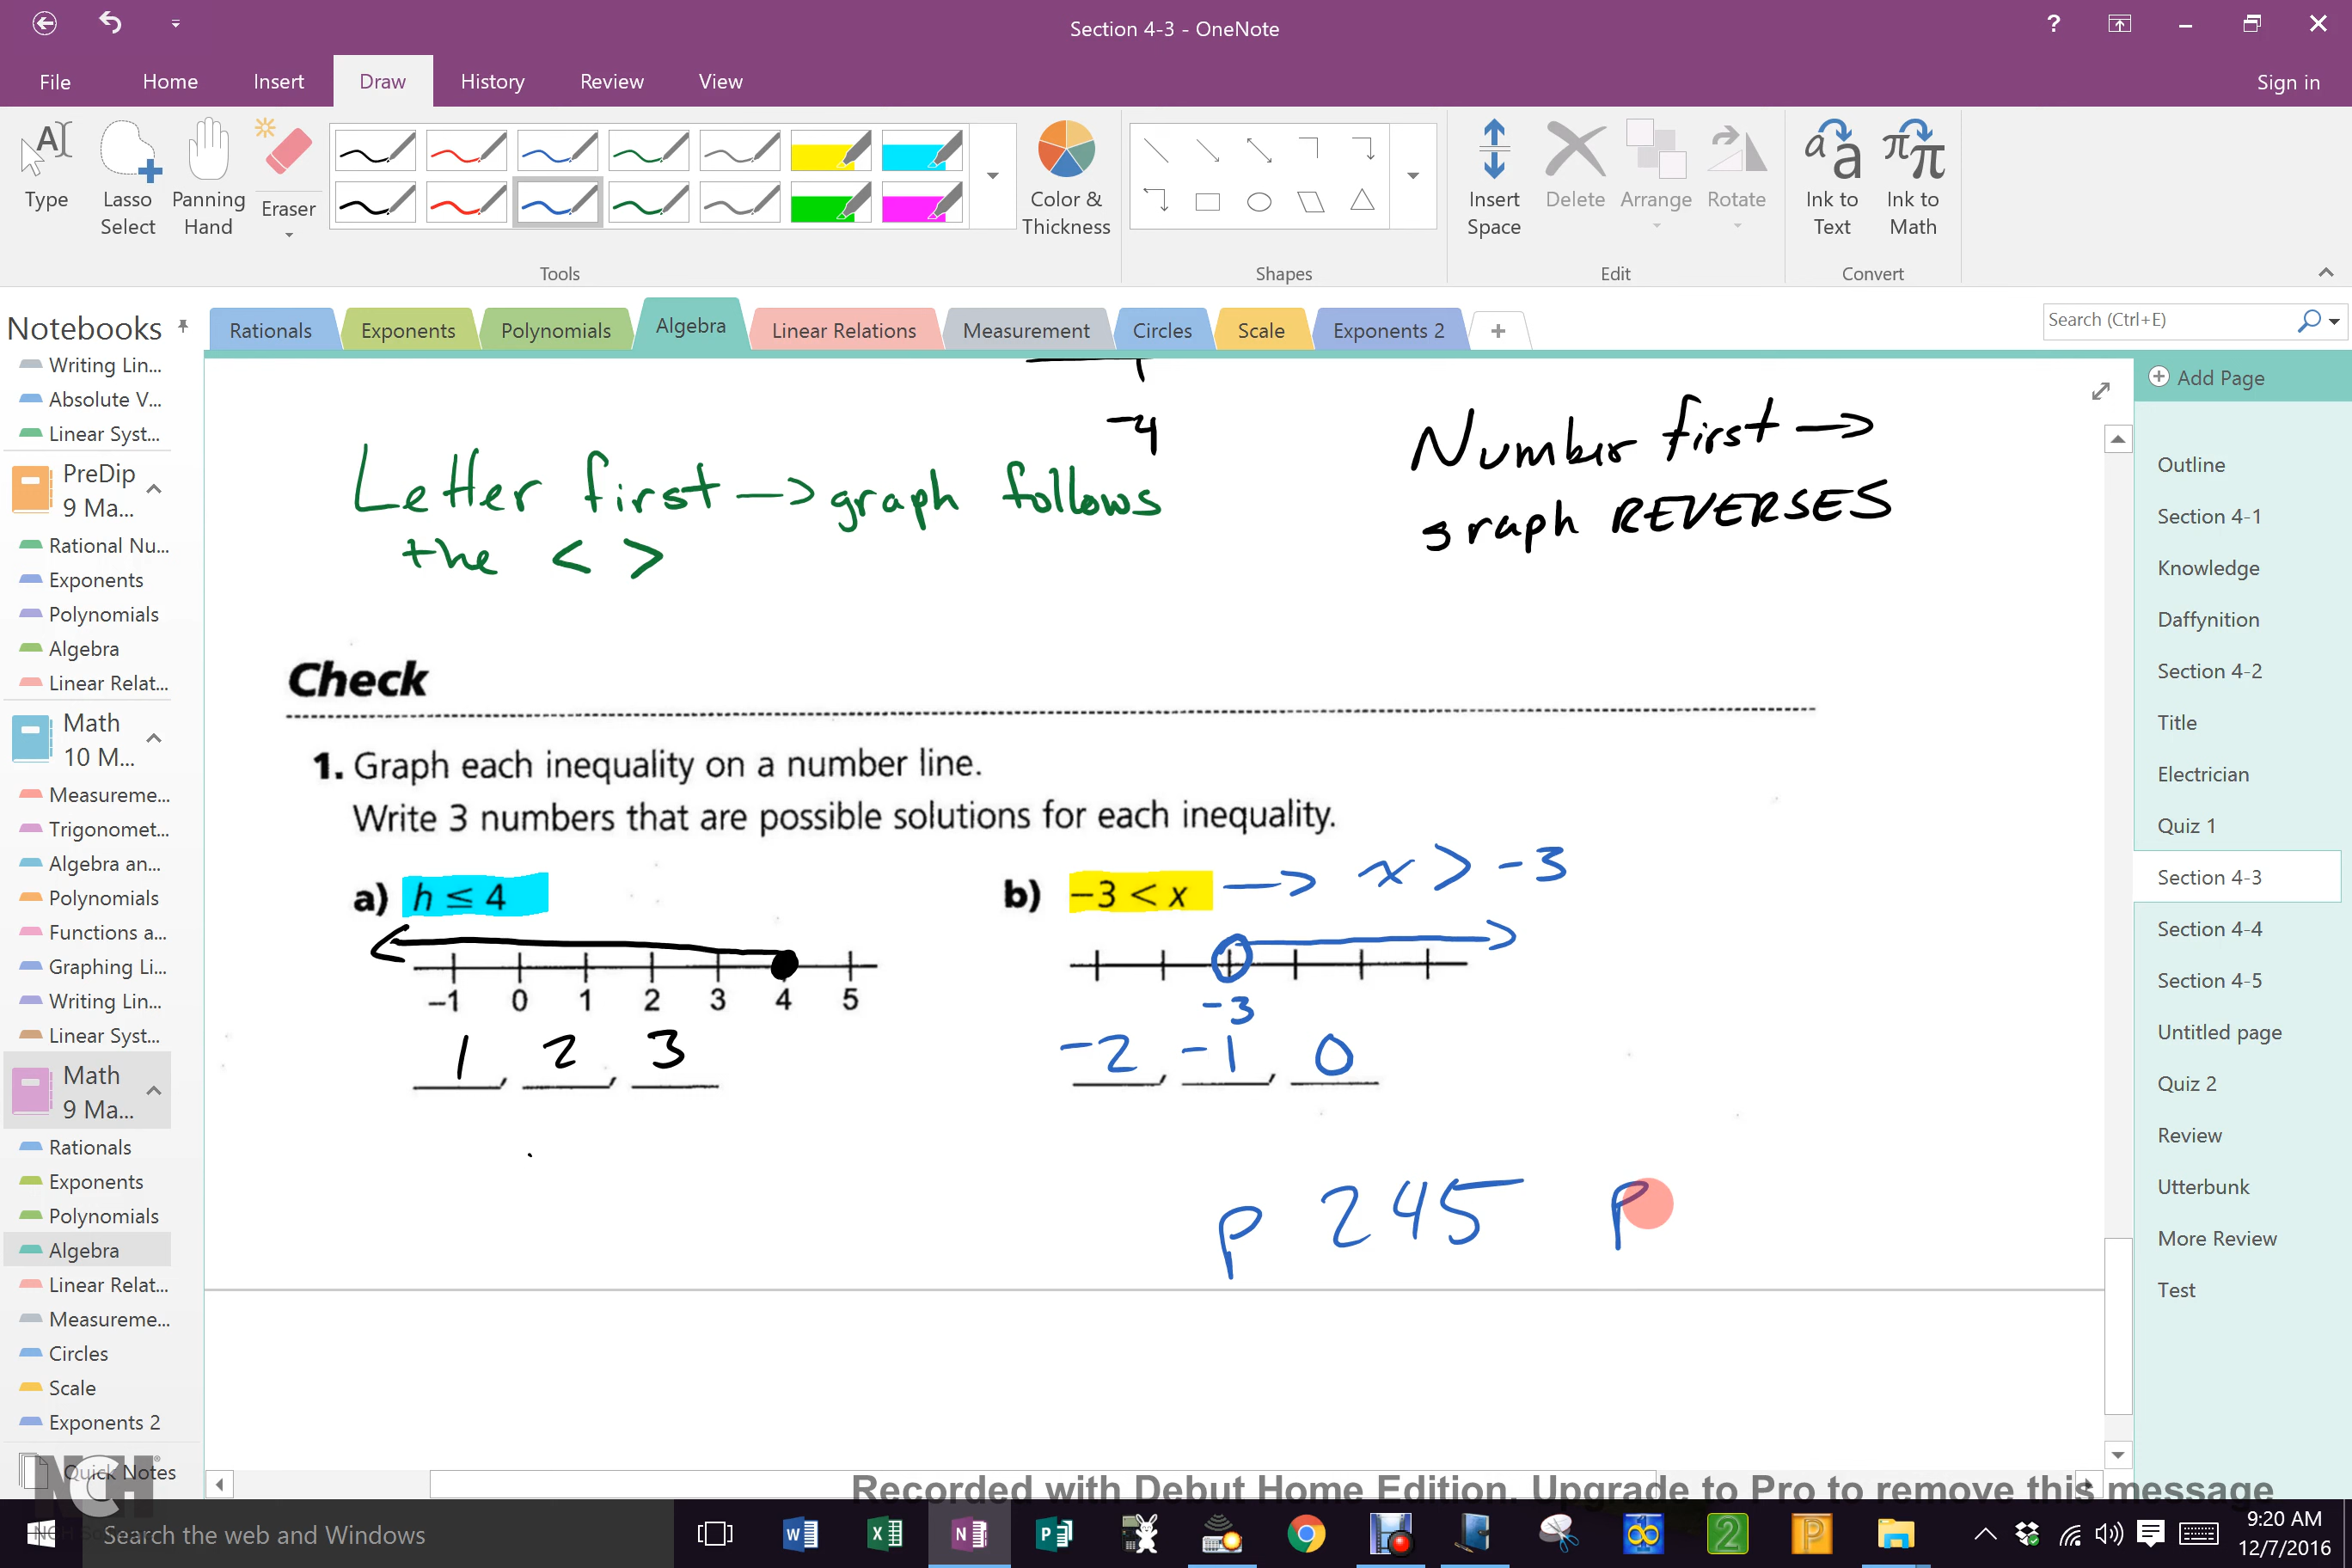 Section 4-3 - OneNote
?
File Home Insert Draw History Review View
Sign in
Type
Lasso Select
Panning Hand
Eraser
Color & Thickness
Insert Space
Delete
Arrange
Rotate
Ink to Text
Ink to Math
Tools
Shapes
Edit
Convert
Notebooks
Rationals Exponents Polynomials Algebra Linear Relations Measurement Circles Scale Exponents 2 +
Search (Ctrl+E)
Writing Lin...
Absolute V...
Linear Syst...
PreDip
9 Ma...
Rational Nu...
Exponents
Polynomials
Algebra
Linear Relat...
Math
10 M...
Measureme...
Trigonomet...
Algebra an...
Polynomials
Functions a...
Graphing Li...
Writing Lin...
Linear Syst...
Math
9 Ma...
Rationals
Exponents
Polynomials
Algebra
Linear Relat...
Measureme...
Circles
Scale
Exponents 2
Quick Notes
-4
Letter first → graph follows
the < >
Number first →
graph REVERSES
Check
1. Graph each inequality on a number line.
Write 3 numbers that are possible solutions for each inequality.
a) h ≤ 4
–1 0 1 2 3 4 5
1, 2, 3
b) –3 < x → x > -3
-3
-2, -1, 0
p 245 P
Add Page
Outline
Section 4-1
Knowledge
Daffynition
Section 4-2
Title
Electrician
Quiz 1
Section 4-3
Section 4-4
Section 4-5
Untitled page
Quiz 2
Review
Utterbunk
More Review
Test
NCH
Recorded with Debut Home Edition. Upgrade to Pro to remove this message
Search the web and Windows
9:20 AM
12/7/2016